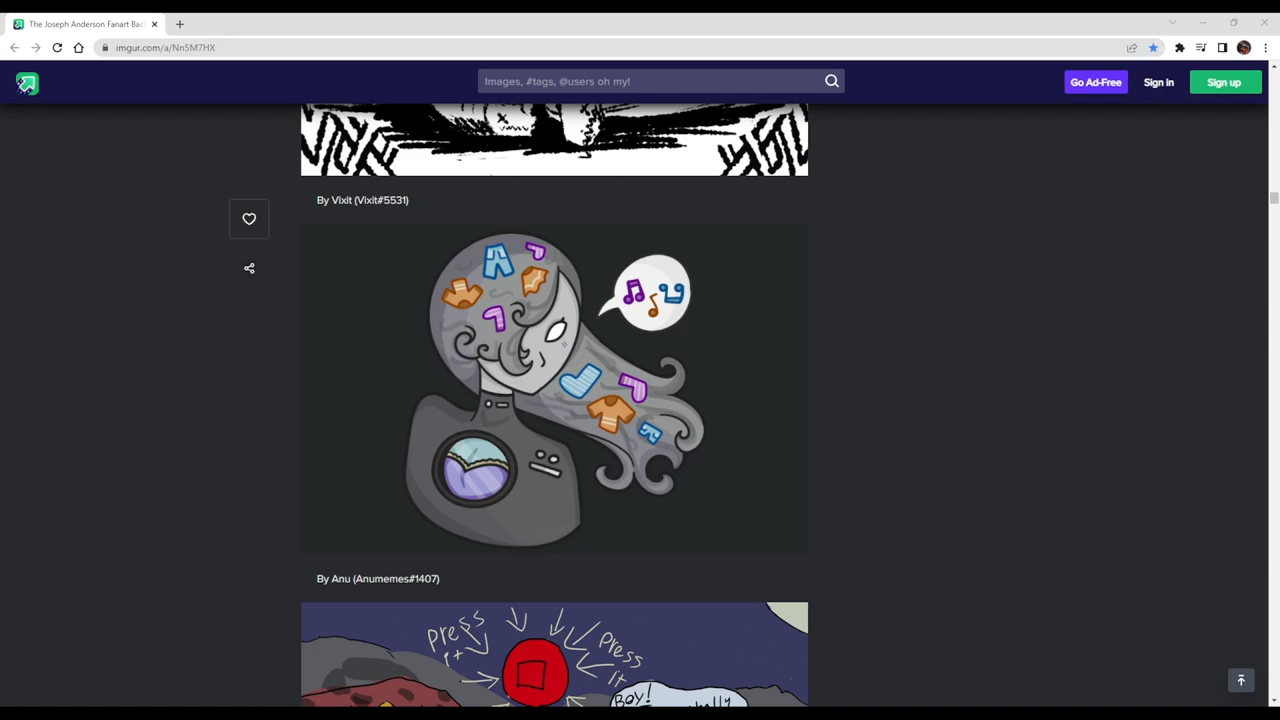 The Joseph Anderson Fanart Bac
imgur.com/a/Nn5M7HX
Images, #tags, @users oh my!
Go Ad-Free
Sign in
Sign up
By Vixit (Vixit#5531)
By Anu (Anumemes#1407)
press
it
press
it
BOY!